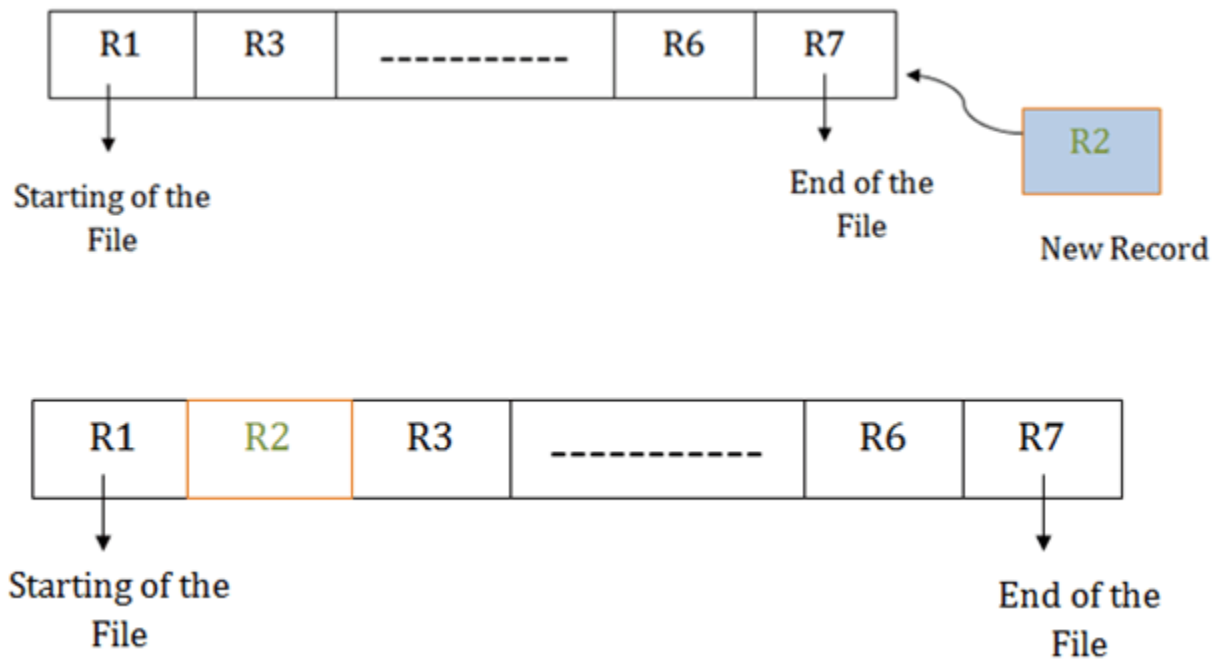 R1 R3 ----------- R6 R7
R2
Starting of the
File
End of the
File
New Record
R1 R2 R3 ----------- R6 R7
Starting of the
File
End of the
File